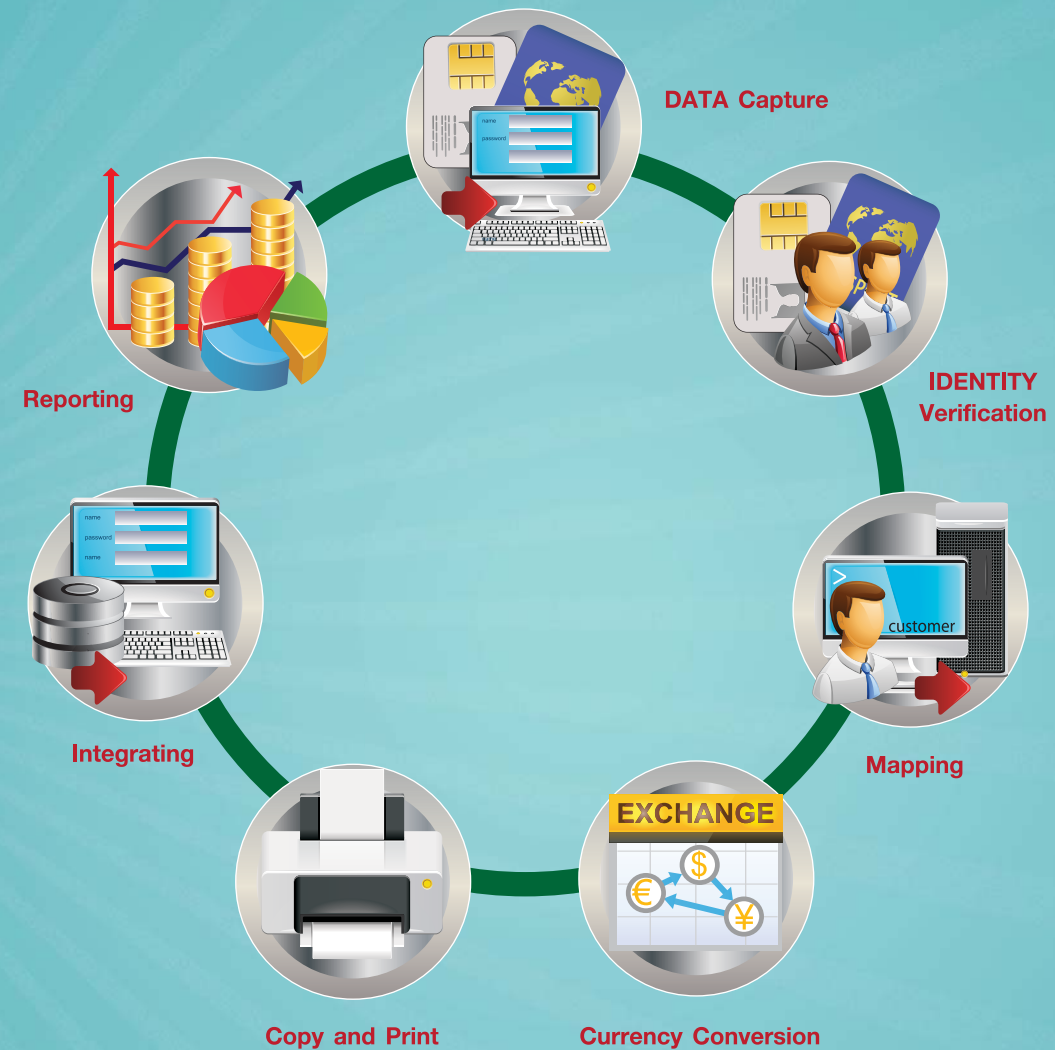 name
password
DATA Capture
IDENTITY
Verification
customer
Mapping
EXCHANGE
$
€
¥
Currency Conversion
Copy and Print
name
password
name
Integrating
Reporting